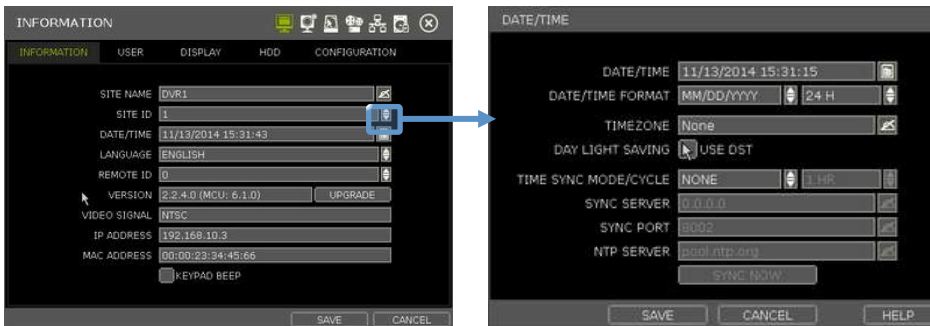 INFORMATION
INFORMATION USER DISPLAY HDD CONFIGURATION
SITE NAME DVR1
SITE ID 1
DATE/TIME 11/13/2014 15:31:43
LANGUAGE ENGLISH
REMOTE ID 0
VERSION 2.2.4.0 (MCU: 6.1.0) UPGRADE
VIDEO SIGNAL NTSC
IP ADDRESS 192.168.10.3
MAC ADDRESS 00:00:23:34:45:66
KEYPAD BEEP
SAVE CANCEL
DATE/TIME
DATE/TIME 11/13/2014 15:31:15
DATE/TIME FORMAT MM/DD/YYYY 24 H
TIMEZONE None
DAY LIGHT SAVING USE DST
TIME SYNC MODE/CYCLE NONE 1 HR
SYNC SERVER 0.0.0.0
SYNC PORT 8002
NTP SERVER pool.ntp.org
SYNC NOW
SAVE CANCEL HELP